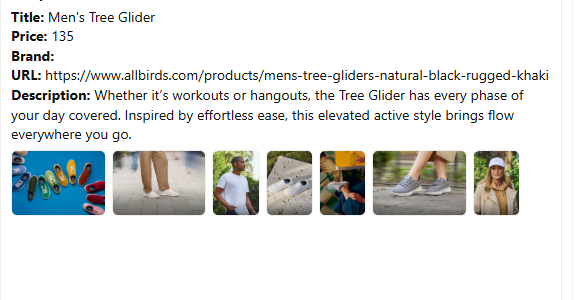 Title: Men's Tree Glider
Price: 135
Brand:
URL: https://www.allbirds.com/products/mens-tree-gliders-natural-black-rugged-khaki
Description: Whether it’s workouts or hangouts, the Tree Glider has every phase of
your day covered. Inspired by effortless ease, this elevated active style brings flow
everywhere you go.